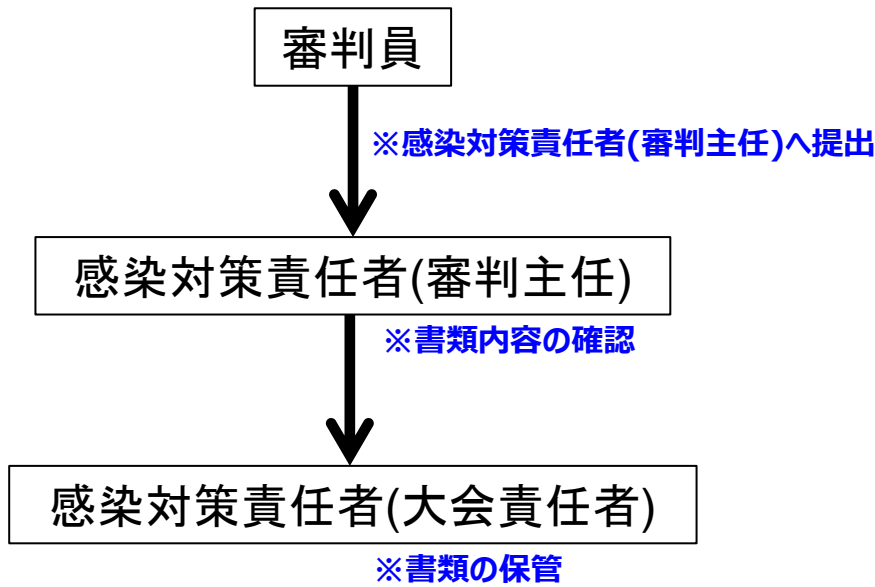 審判員
※感染対策責任者(審判主任)へ提出
感染対策責任者(審判主任)
※書類内容の確認
感染対策責任者(大会責任者)
※書類の保管